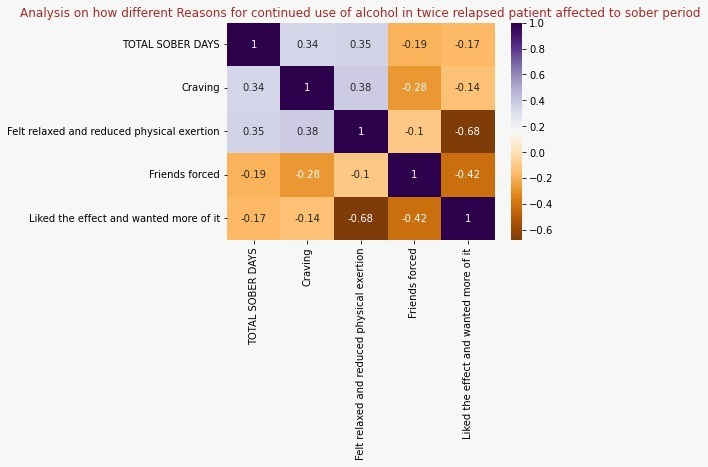 Analysis on how different Reasons for continued use of alcohol in twice relapsed patient affected to sober period
TOTAL SOBER DAYS 1 0.34 0.35 -0.19 -0.17
Craving 0.34 1 0.38 -0.28 -0.14
Felt relaxed and reduced physical exertion 0.35 0.38 1 -0.1 -0.68
Friends forced -0.19 -0.28 -0.1 1 -0.42
Liked the effect and wanted more of it -0.17 -0.14 -0.68 -0.42 1
TOTAL SOBER DAYS
Craving
Felt relaxed and reduced physical exertion
Friends forced
Liked the effect and wanted more of it
1.0
0.8
0.6
0.4
0.2
0.0
-0.2
-0.4
-0.6